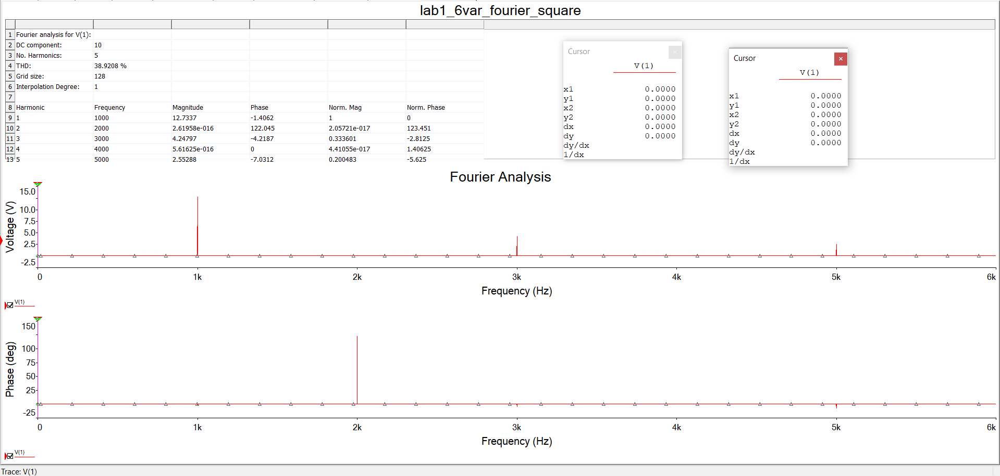 lab1_6var_fourier_square
1 Fourier analysis for V(1):
2 DC component: 10
3 No. Harmonics: 5
4 THD: 38.9208 %
5 Grid size: 128
6 Interpolation Degree: 1
7
8 Harmonic Frequency Magnitude Phase Norm. Mag Norm. Phase
9 1 1000 12.7337 -1.4062 1 0
10 2 2000 2.61958e-016 122.045 2.05721e-017 123.451
11 3 3000 4.24797 -4.2187 0.333601 -2.8125
12 4 4000 5.61625e-016 0 4.41055e-017 1.40625
13 5 5000 2.55288 -7.0312 0.200483 -5.625
Cursor
V(1)
x1 0.0000
y1 0.0000
x2 0.0000
y2 0.0000
dx 0.0000
dy 0.0000
dy/dx
1/dx
Cursor
V(1)
x1 0.0000
y1 0.0000
x2 0.0000
y2 0.0000
dx 0.0000
dy 0.0000
dy/dx
1/dx
Fourier Analysis
Voltage (V)
15.0
10.0
7.5
5.0
2.5
-2.5
0 1k 2k 3k 4k 5k 6k
Frequency (Hz)
V(1)
Phase (deg)
150
100
75
50
25
-25
0 1k 2k 3k 4k 5k 6k
Frequency (Hz)
V(1)
Trace: V(1)